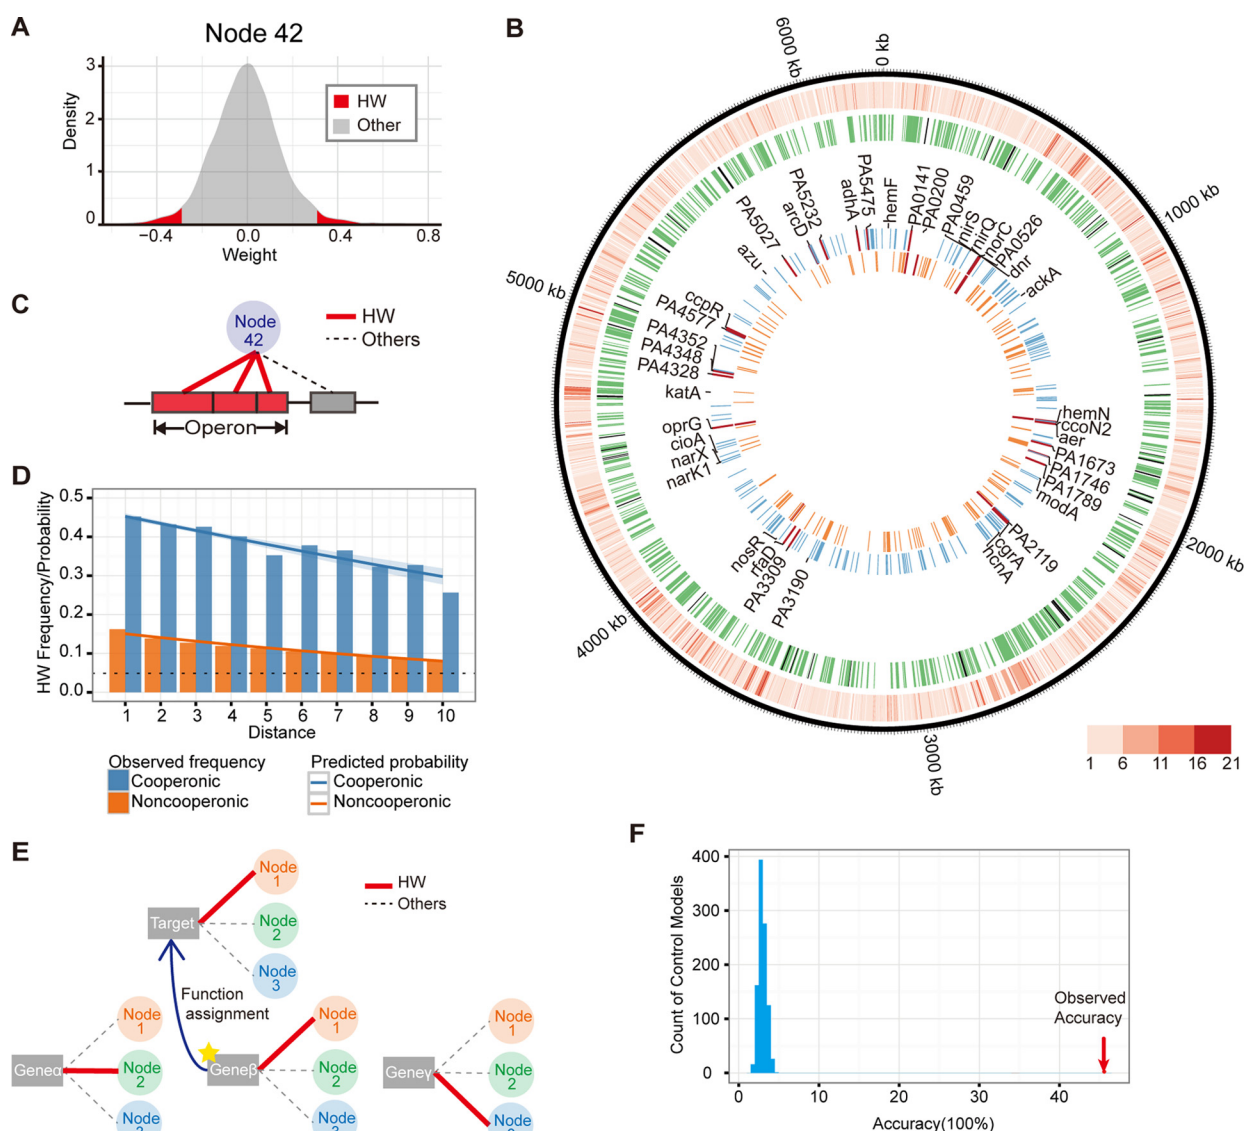 A
Node 42
Density
3
2
1
0
HW
Other
−0.4
0.0
0.4
0.8
Weight
B
0 kb
1000 kb
2000 kb
3000 kb
4000 kb
5000 kb
6000 kb
PA5475
adhA
hemF
PA0141
PA0200
PA0459
nirS
nirQ
norC
PA0526
dnr
ackA
hemN
ccoN2
aer
PA1673
PA1746
PA1789
modA
PA2119
cgrA
hcnA
PA3190
PA3309
rfaD
nosR
narK1
narX
cioA
oprG
katA
PA4328
PA4348
PA4352
PA4577
ccpR
azu
PA5027
arcD
PA5232
1 6 11 16 21
C
Node
42
HW
Others
Operon
D
HW Frequency/Probability
0.5
0.4
0.3
0.2
0.1
0.0
1 2 3 4 5 6 7 8 9 10
Distance
Observed frequency
Cooperonic
Noncooperonic
Predicted probability
Cooperonic
Noncooperonic
E
Node
1
Target
Node
2
Node
3
HW
Others
Function
assignment
Node
1
Geneα
Node
2
Node
1
Geneβ
Node
2
Node
1
Geneγ
Node
2
F
Count of Control Models
400
300
200
100
0
Observed
Accuracy
0 10 20 30 40
Accuracy(100%)